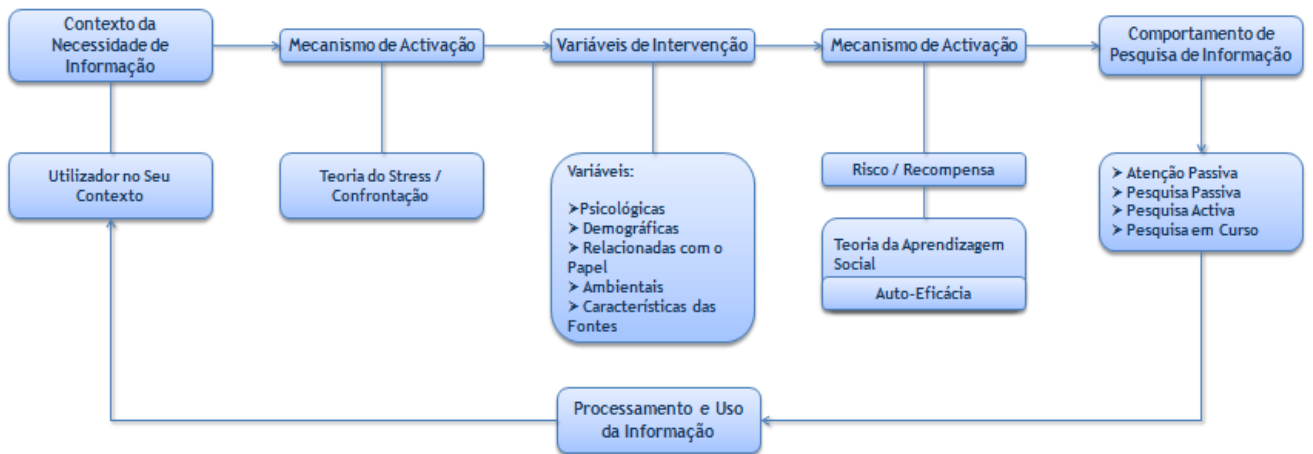 Contexto da
Necessidade de
Informação
Mecanismo de Activação
Variáveis de Intervenção
Mecanismo de Activação
Comportamento de
Pesquisa de Informação
Utilizador no Seu
Contexto
Teoria do Stress /
Confrontação
Variáveis:
➤Psicológicas
➤ Demográficas
➤ Relacionadas com o
Papel
➤ Ambientais
➤ Características das
Fontes
Risco / Recompensa
Teoria da Aprendizagem
Social
Auto-Eficácia
➤ Atenção Passiva
➤ Pesquisa Passiva
➤ Pesquisa Activa
➤ Pesquisa em Curso
Processamento e Uso
da Informação